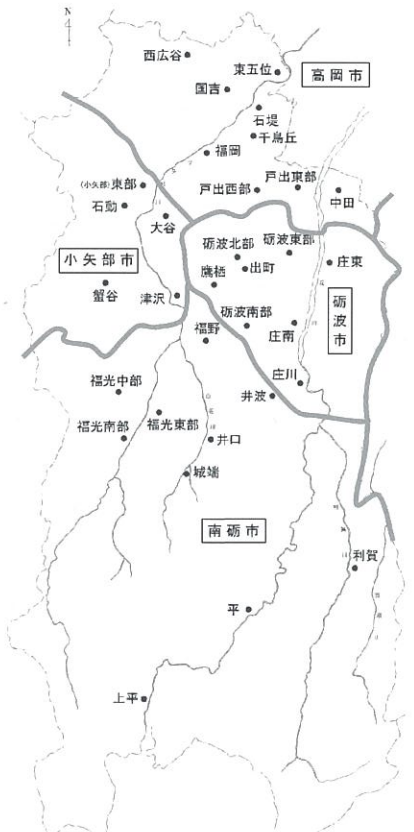 N
西広谷
東五位
高岡市
国吉
石堤
千鳥丘
福岡
(小矢部)東部
戸出西部
戸出東部
中田
石動
大谷
小矢部市
砺波北部
砺波東部
鷹栖
出町
庄東
蟹谷
津沢
砺波市
砺波南部
福野
庄南
庄川
福光中部
井波
福光南部
福光東部
井口
城端
南砺市
利賀
平
上平